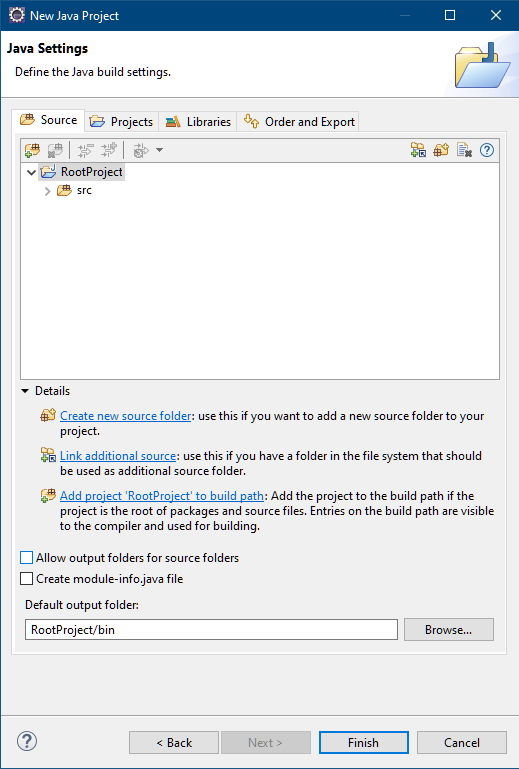 New Java Project
Java Settings
Define the Java build settings.
Source Projects Libraries Order and Export
RootProject
src
Details
Create new source folder: use this if you want to add a new source folder to your
project.
Link additional source: use this if you have a folder in the file system that should
be used as additional source folder.
Add project 'RootProject' to build path: Add the project to the build path if the
project is the root of packages and source files. Entries on the build path are visible
to the compiler and used for building.
Allow output folders for source folders
Create module-info.java file
Default output folder:
RootProject/bin Browse...
< Back Next > Finish Cancel